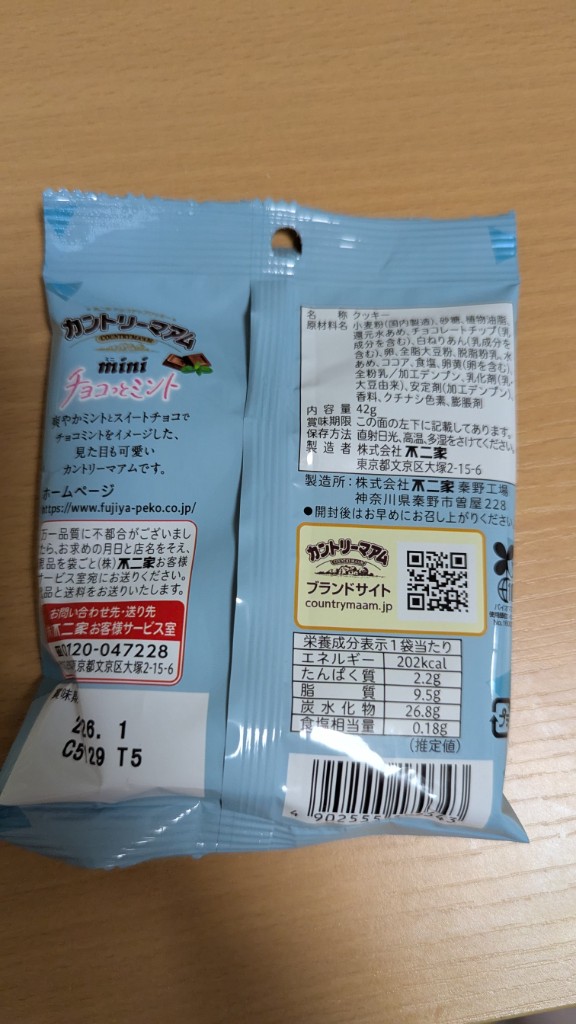 カントリーマアム
COUNTRY MA'AM
ミニ
mini
チョコっとミント
爽やかミントとスイートチョコで
チョコミントをイメージした、
見た目も可愛い
カントリーマアムです。
ホームページ
https://www.fujiya-peko.co.jp/
万一品質に不都合がございまし
たら、お求めの月日と店名をそえ、
現品を袋ごと(株)不二家お客様
サービス室宛にお送りください。
代品と送料をお送りいたします。
お問い合わせ先・送り先
不二家お客様サービス室
0120-047228
東京都文京区大塚2-15-6
賞味期
26.1
T5
名 称 クッキー
原材料名 小麦粉(国内製造)、砂糖、植物油脂、
還元水あめ、チョコレートチップ(乳
成分を含む)、白ねりあん(乳成分を
含む)、卵、全脂大豆粉、脱脂粉乳、水
あめ、ココア、食塩、卵黄(卵を含む)、
全粉乳/加工デンプン、乳化剤(乳・
大豆由来)、安定剤(加工デンプン)、
香料、クチナシ色素、膨脹剤
内 容 量 42g
賞味期限 この面の左下に記載してあります。
保存方法 直射日光、高温、多湿をさけてください。
製 造 者 株式会社 不二家
東京都文京区大塚2-15-6
製造所:株式会社 不二家 秦野工場
神奈川県秦野市曽屋228
●開封後はお早めにお召し上がりください
カントリーマアム
COUNTRY MA'AM
ブランドサイト
countrymaam.jp
栄養成分表示1袋当たり
エネルギー 202kcal
たんぱく質 2.2g
脂 質 9.5g
炭水化物 26.8g
食塩相当量 0.18g
(推定値)
プラ